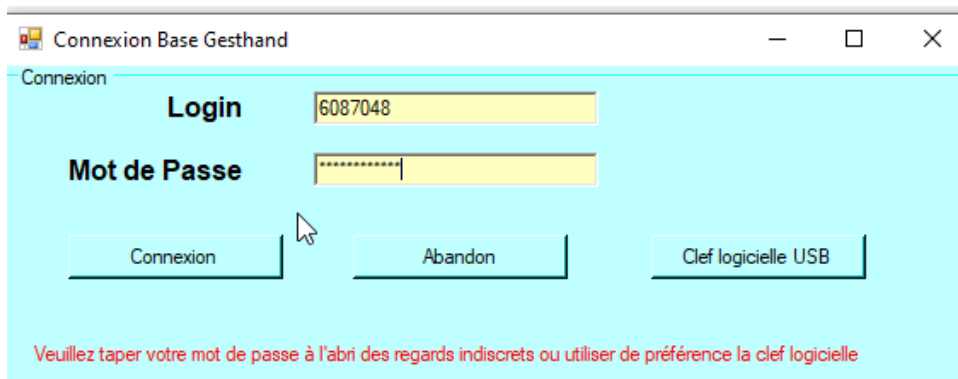 Connexion Base Gesthand
Connexion
Login 6087048
Mot de Passe ************
Connexion Abandon Clef logicielle USB
Veuillez taper votre mot de passe à l'abri des regards indiscrets ou utiliser de préférence la clef logicielle